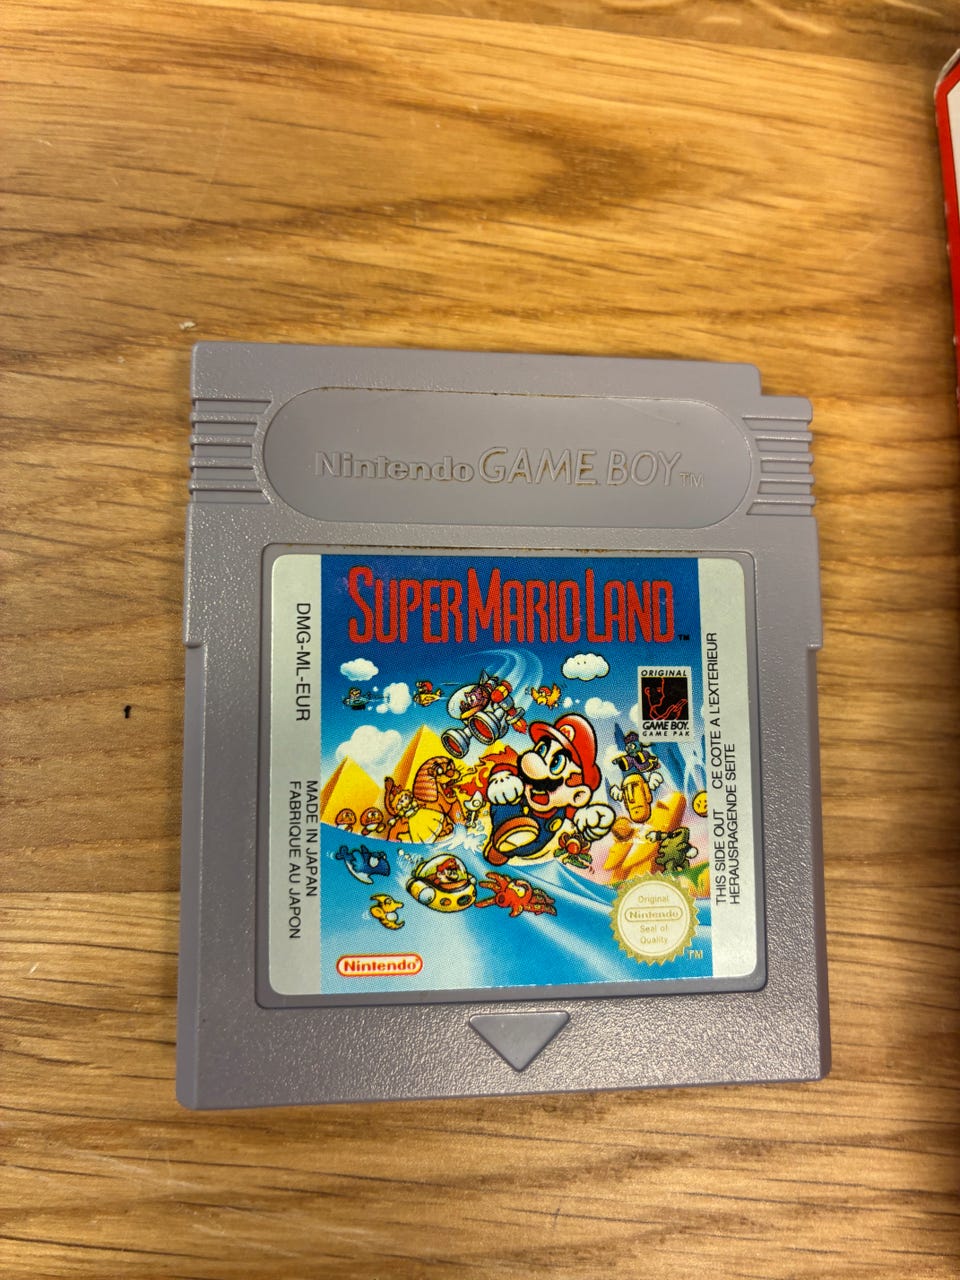 Nintendo GAME BOY TM
SUPER MARIO LAND TM
DMG-ML-EUR
MADE IN JAPAN
FABRIQUE AU JAPON
ORIGINAL
GAME BOY
GAME PAK
THIS SIDE OUT CE COTE A L'EXTERIEUR
HERAUSRAGENDE SEITE
Original
Nintendo
Seal of
Quality
TM
Nintendo®